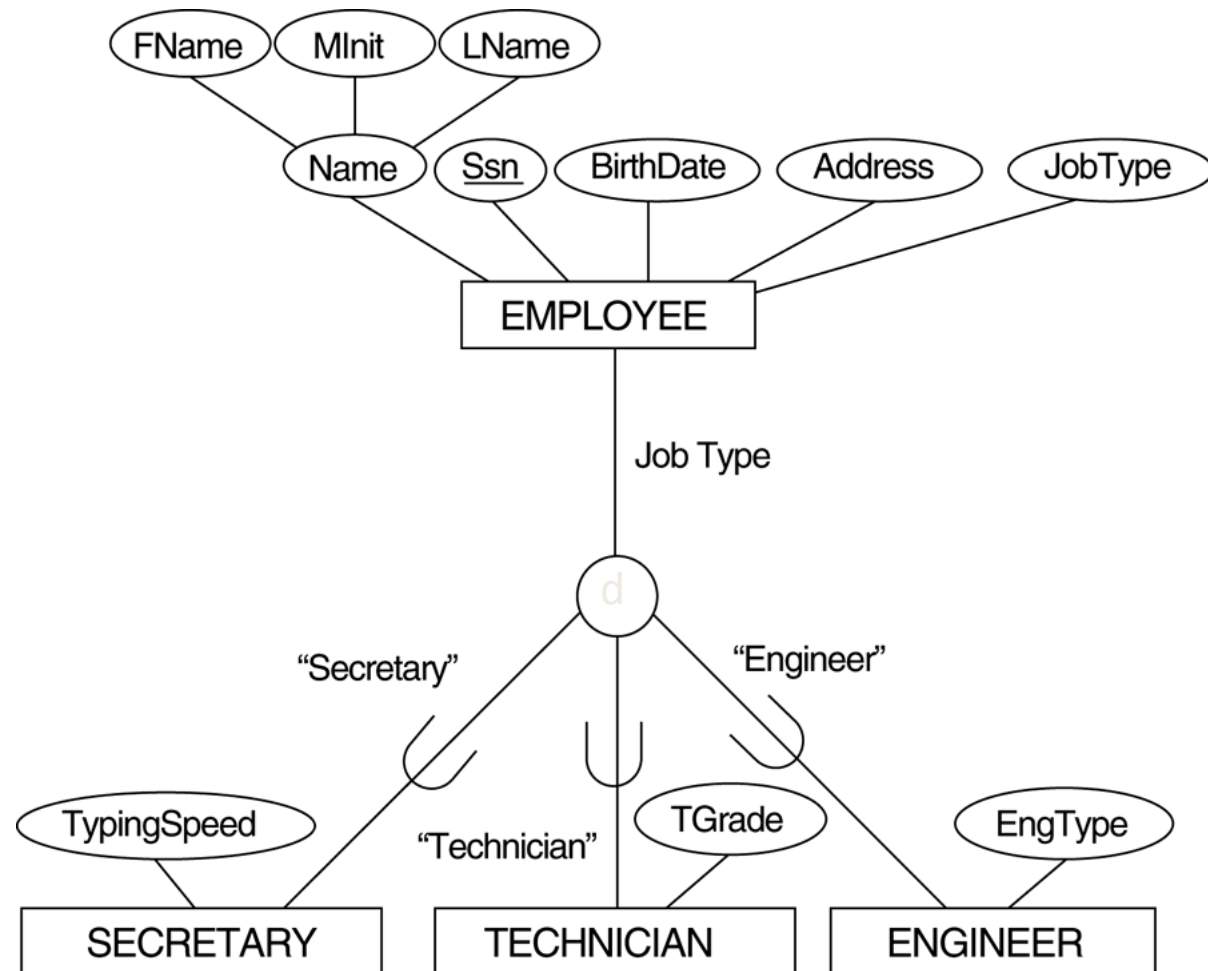 FName MInit LName
Name Ssn BirthDate Address JobType
EMPLOYEE
Job Type
d
“Secretary” “Engineer”
TypingSpeed “Technician” TGrade EngType
SECRETARY TECHNICIAN ENGINEER